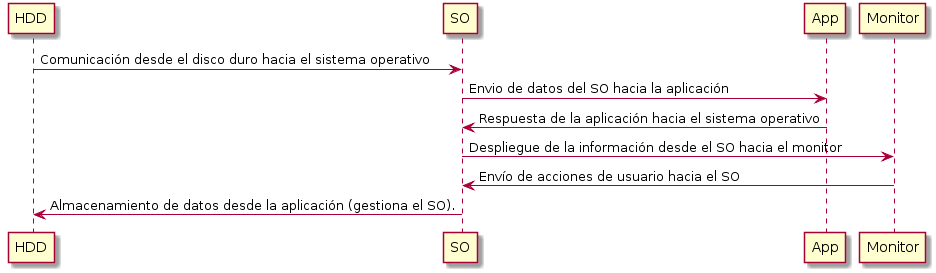 HDD
SO
App
Monitor
Comunicación desde el disco duro hacia el sistema operativo
Envio de datos del SO hacia la aplicación
Respuesta de la aplicación hacia el sistema operativo
Despliegue de la información desde el SO hacia el monitor
Envío de acciones de usuario hacia el SO
Almacenamiento de datos desde la aplicación (gestiona el SO).
HDD
SO
App
Monitor